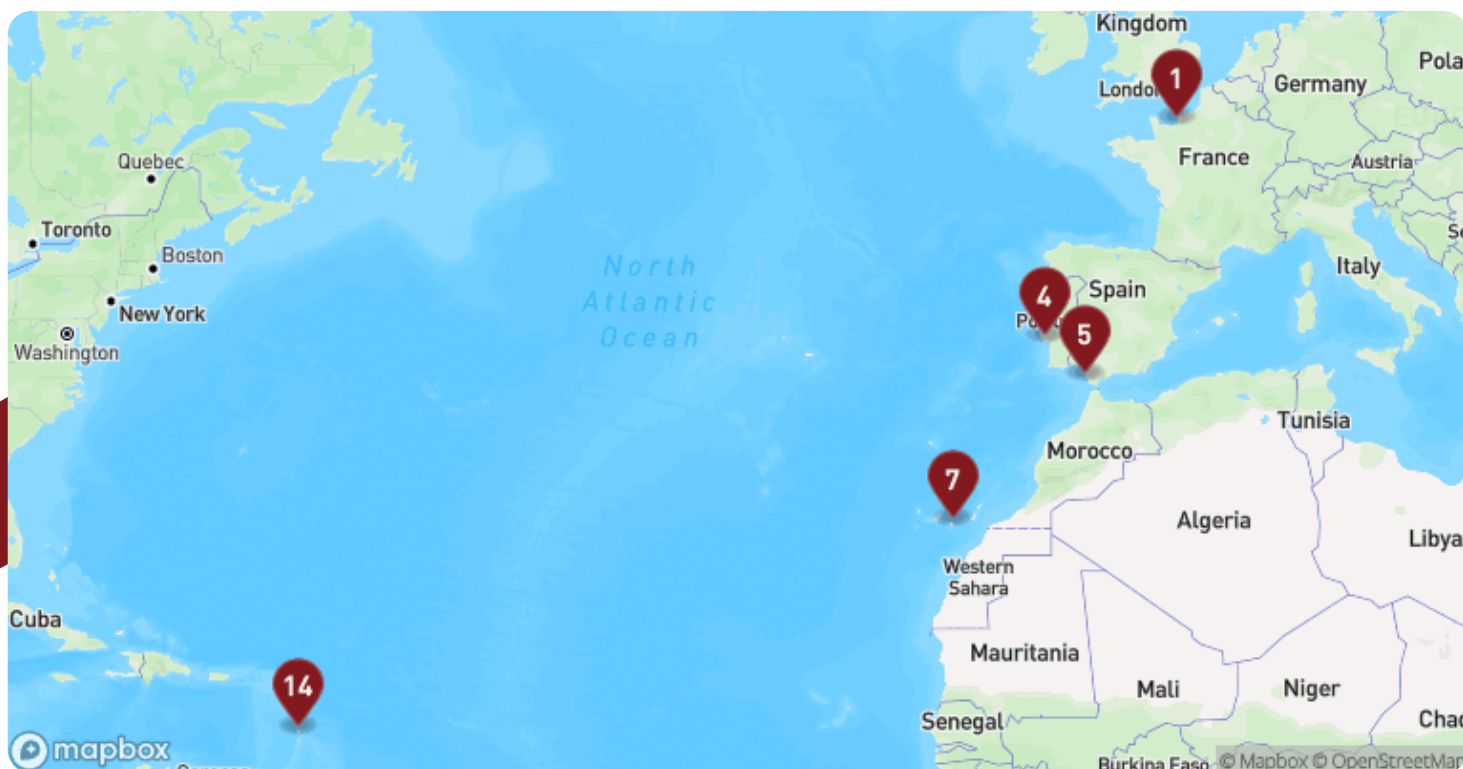 Kingdom
1
London
Germany
Pola
France
Austria
Quebec
Toronto
Boston
New York
Washington
North
Atlantic
Ocean
4
Spain
Italy
5
Tunisia
Morocco
7
Algeria
Libya
Western
Sahara
Cuba
Mauritania
14
Mali
Niger
Senegal
Chad
mapbox
Burkina Faso
© Mapbox © OpenStreetMap